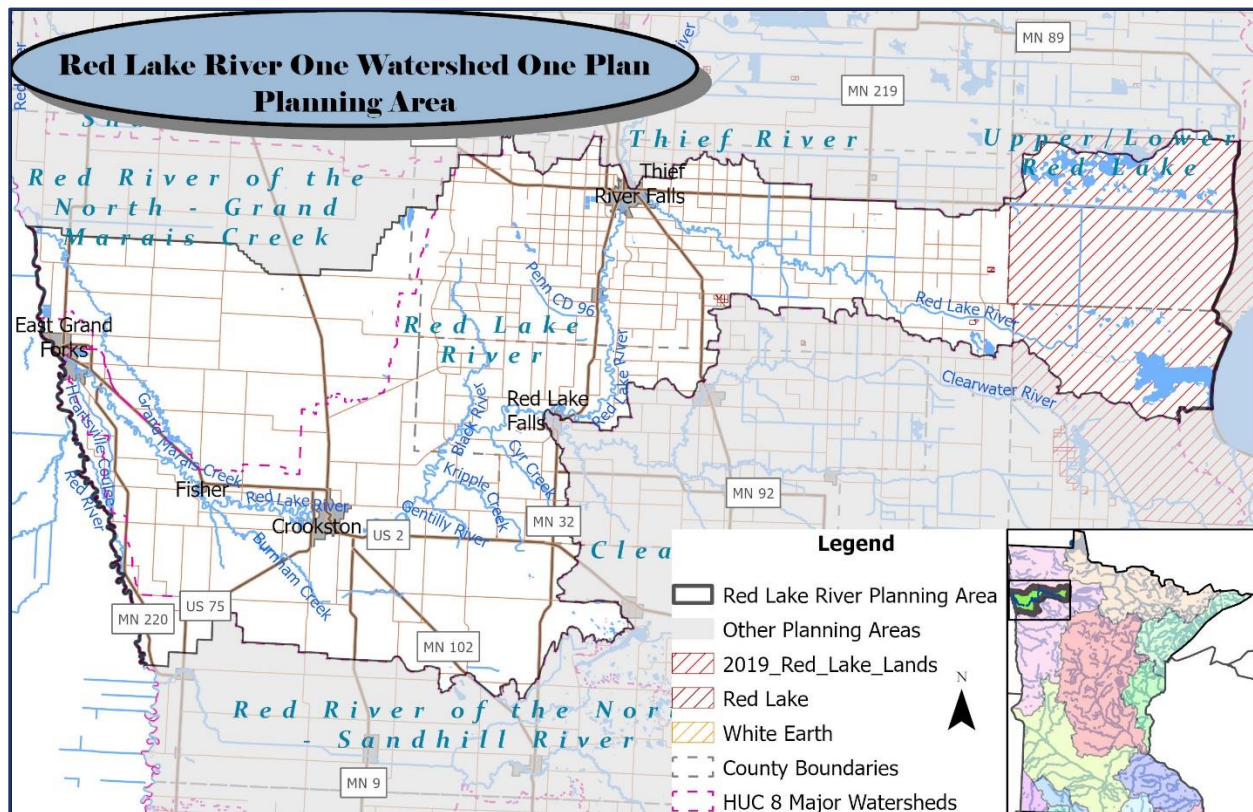 Red Lake River One Watershed One Plan
Planning Area
MN 89
MN 219
Thief River
Upper/Lower
Red Lake
Red River of the
North - Grand
Marais Creek
Thief
River Falls
Penn CD 96
Red Lake River
Red Lake
River
Red Lake River
Clearwater River
East Grand
Forks
Heartsville Coulee
Grand Marais Creek
Red River
Black River
Red Lake
Falls
Cyr Creek
Kripple Creek
Gentilly River
Fisher
Red Lake River
Crookston
US 2
MN 32
MN 92
Burnham Creek
Clea
US 75
MN 220
MN 102
Red River of the Nor
- Sandhill River
MN 9
Legend
Red Lake River Planning Area
Other Planning Areas
2019_Red_Lake_Lands
Red Lake
White Earth
County Boundaries
HUC 8 Major Watersheds
N